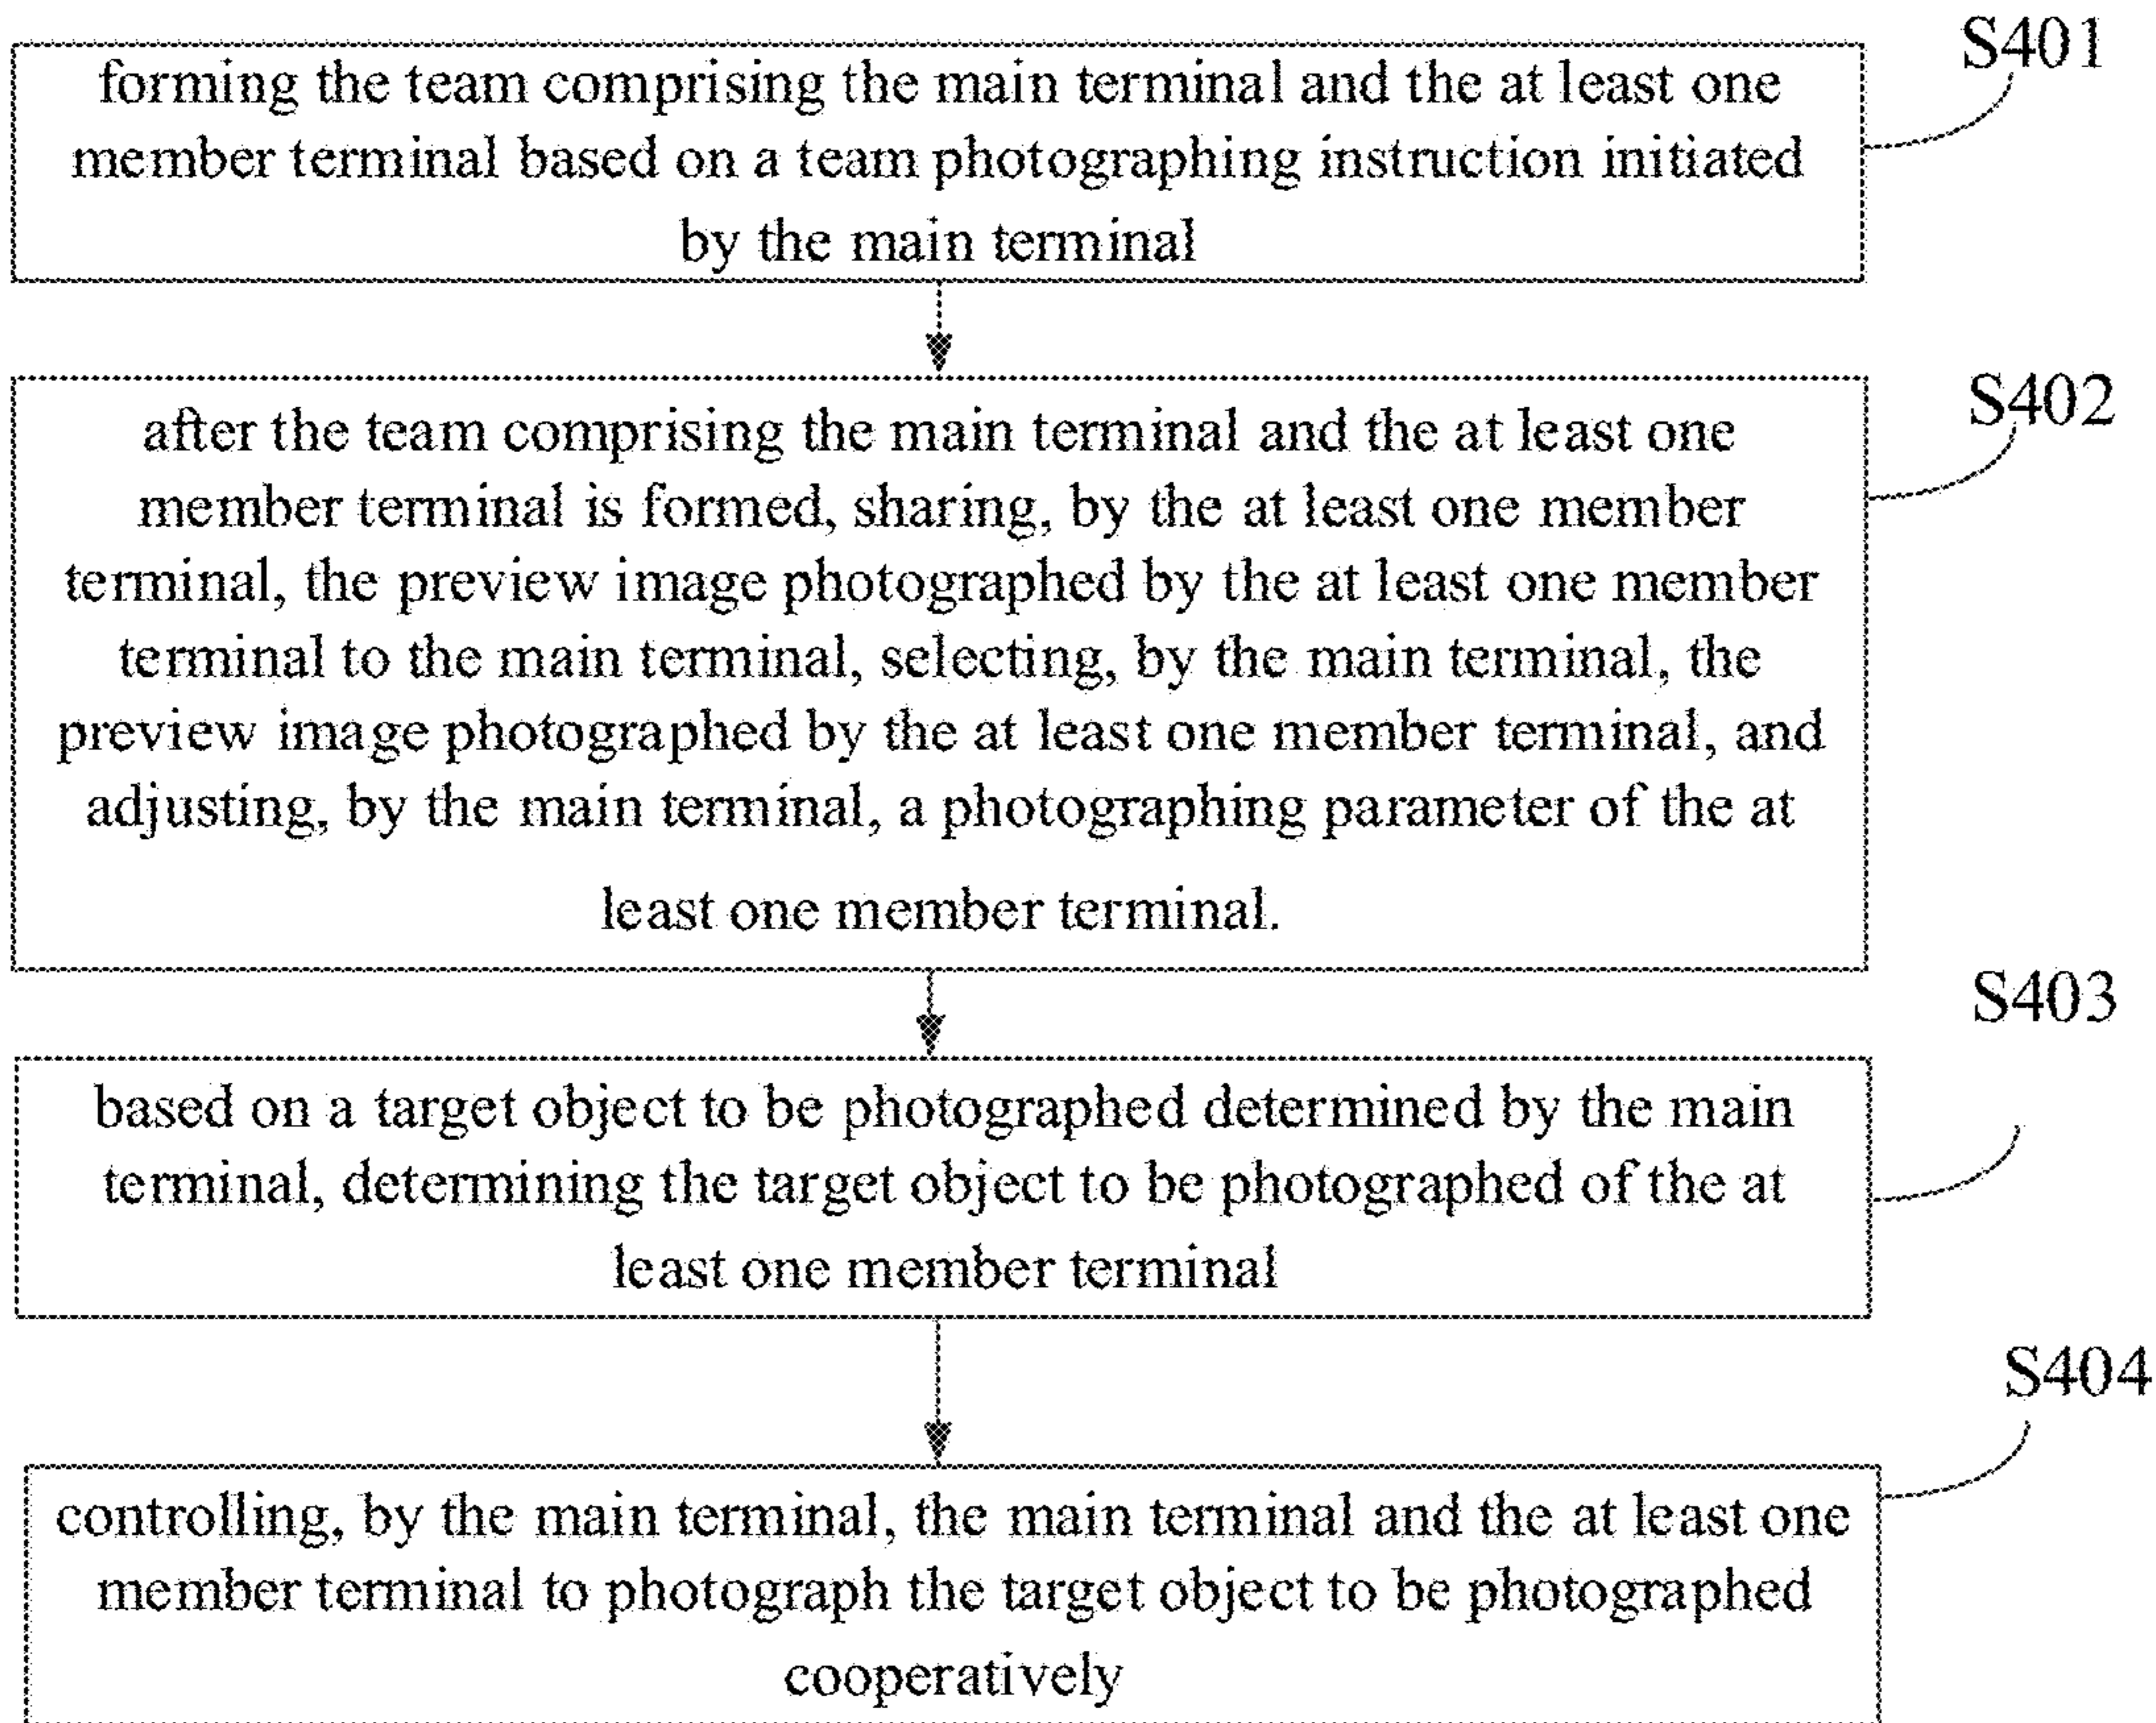 S401
forming the team comprising the main terminal and the at least one
member terminal based on a team photographing instruction initiated
by the main terminal
S402
after the team comprising the main terminal and the at least one
member terminal is formed, sharing, by the at least one member
terminal, the preview image photographed by the at least one member
terminal to the main terminal, selecting, by the main terminal, the
preview image photographed by the at least one member terminal, and
adjusting, by the main terminal, a photographing parameter of the at
least one member terminal.
S403
based on a target object to be photographed determined by the main
terminal, determining the target object to be photographed of the at
least one member terminal
S404
controlling, by the main terminal, the main terminal and the at least one
member terminal to photograph the target object to be photographed
cooperatively